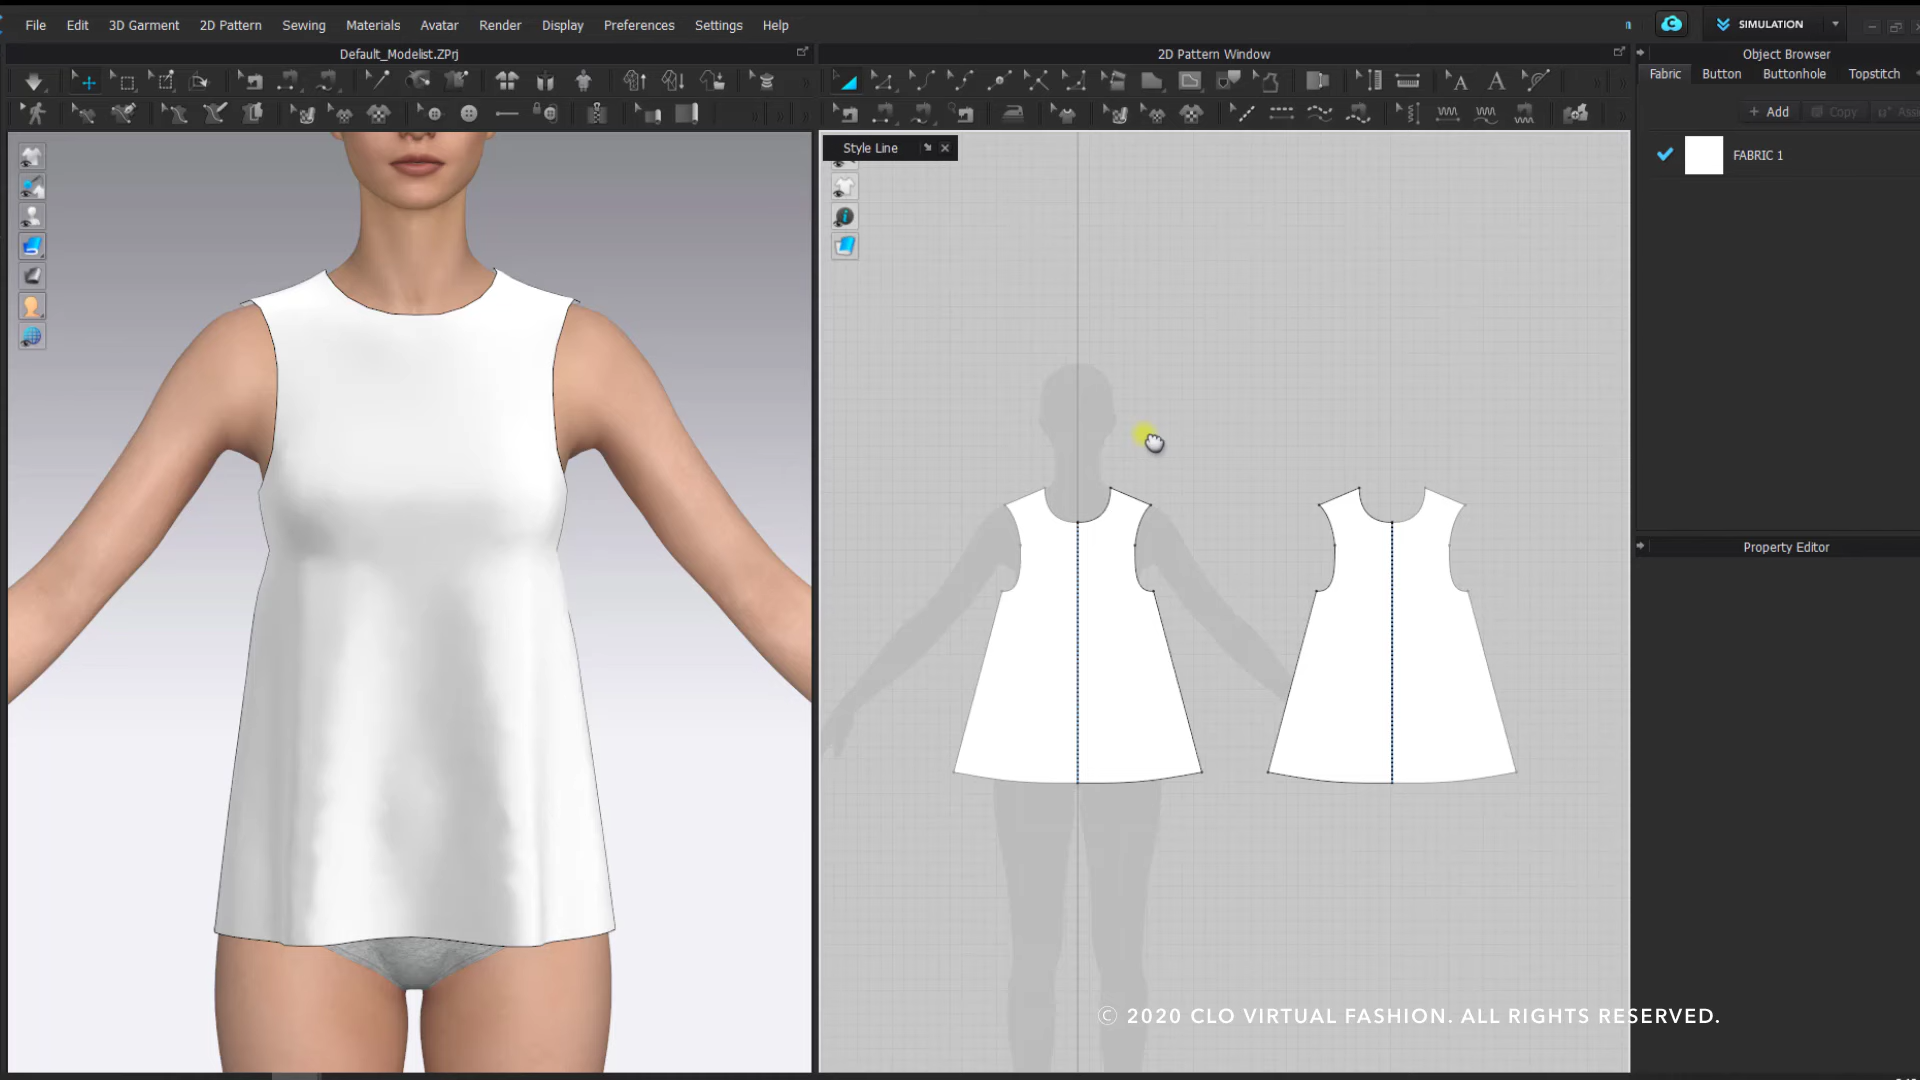 File Edit 3D Garment 2D Pattern Sewing Materials Avatar Render Display Preferences Settings Help
SIMULATION
Default_Modelist.ZPrj
2D Pattern Window
Object Browser
Fabric Button Buttonhole Topstitch
+ Add Copy
Style Line
FABRIC 1
Property Editor
© 2020 CLO VIRTUAL FASHION. ALL RIGHTS RESERVED.